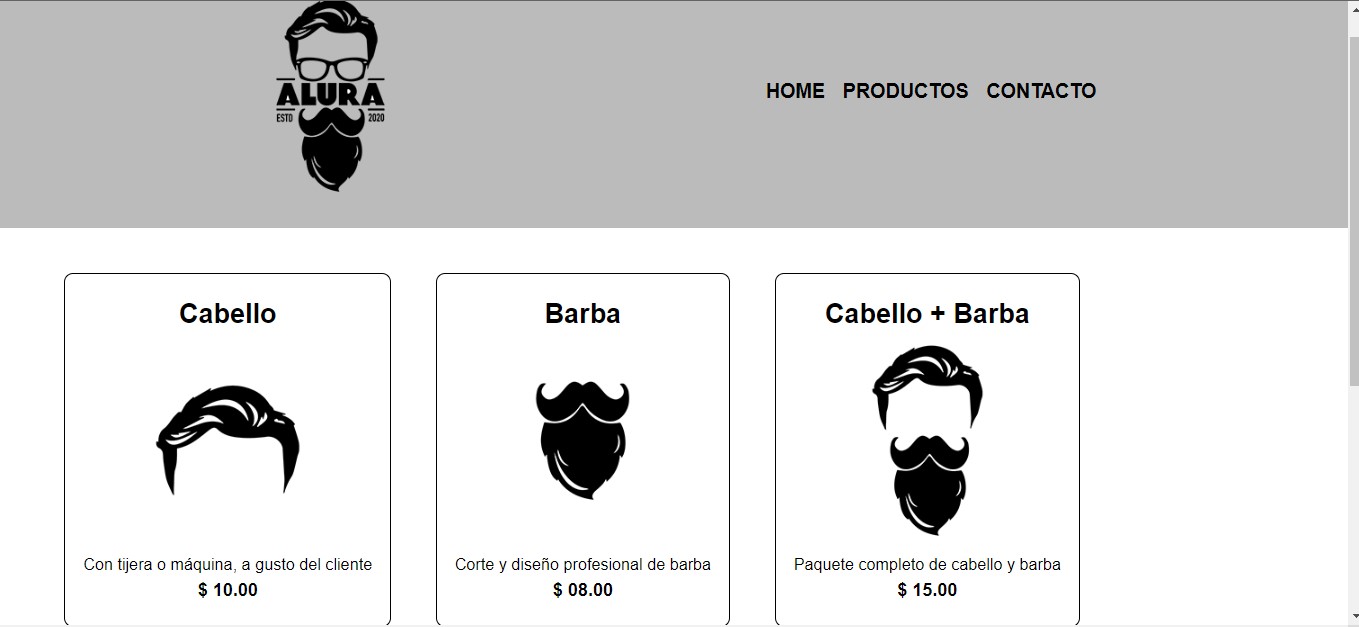 ALURA
ESTD 2020
HOME PRODUCTOS CONTACTO
Cabello
Con tijera o máquina, a gusto del cliente
$ 10.00
Barba
Corte y diseño profesional de barba
$ 08.00
Cabello + Barba
Paquete completo de cabello y barba
$ 15.00